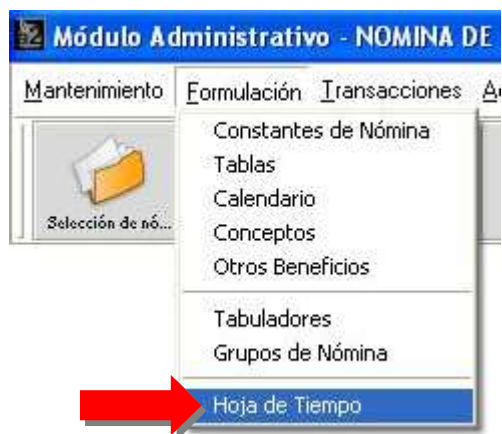 Módulo Administrativo - NOMINA DE
Mantenimiento Formulación Transacciones
Selección de nó...
Constantes de Nómina
Tablas
Calendario
Conceptos
Otros Beneficios
Tabuladores
Grupos de Nómina
Hoja de Tiempo